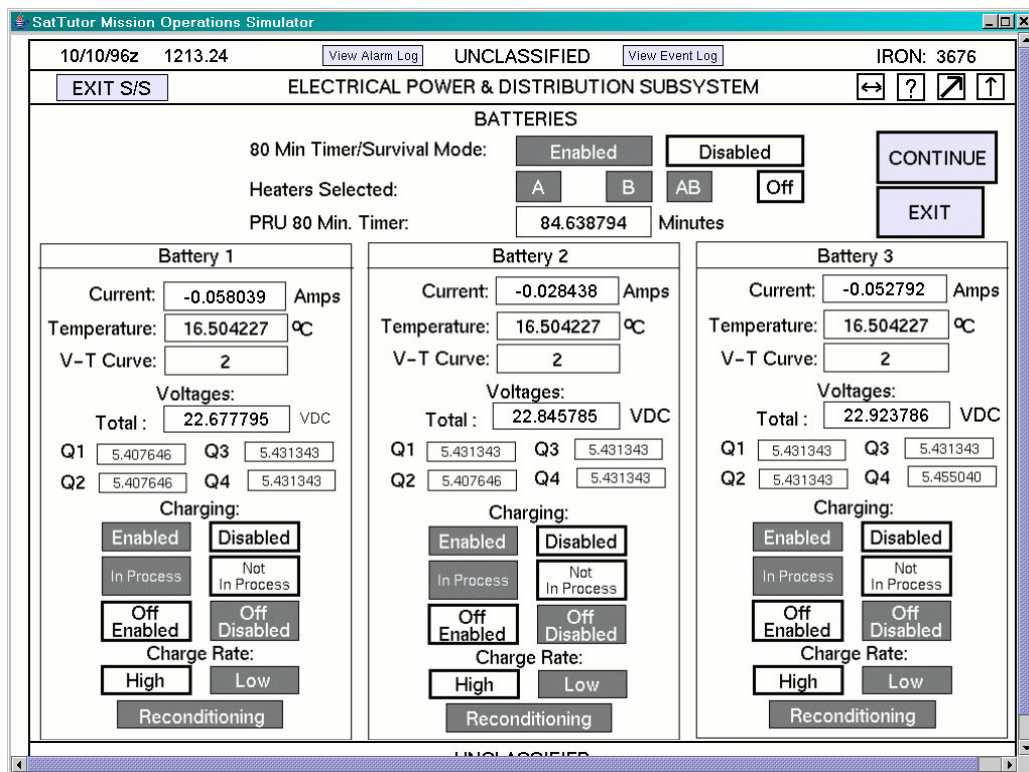 SatTutor Mission Operations Simulator
10/10/96z 1213.24 View Alarm Log UNCLASSIFIED View Event Log IRON: 3676
EXIT S/S ELECTRICAL POWER & DISTRIBUTION SUBSYSTEM ?
BATTERIES
80 Min Timer/Survival Mode: Enabled Disabled
CONTINUE
Heaters Selected: A B AB Off
EXIT
PRU 80 Min. Timer: 84.638794 Minutes
Battery 1
Current: -0.058039 Amps
Temperature: 16.504227 ºC
V-T Curve: 2
Voltages:
Total : 22.677795 VDC
Q1 5.407646 Q3 5.431343
Q2 5.407646 Q4 5.431343
Charging:
Enabled Disabled
In Process Not
In Process
Off Off
Enabled Disabled
Charge Rate:
High Low
Reconditioning
Battery 2
Current: -0.028438 Amps
Temperature: 16.504227 ºC
V-T Curve: 2
Voltages:
Total : 22.845785 VDC
Q1 5.431343 Q3 5.431343
Q2 5.407646 Q4 5.431343
Charging:
Enabled Disabled
In Process Not
In Process
Off Off
Enabled Disabled
Charge Rate:
High Low
Reconditioning
Battery 3
Current: -0.052792 Amps
Temperature: 16.504227 ºC
V-T Curve: 2
Voltages:
Total : 22.923786 VDC
Q1 5.431343 Q3 5.431343
Q2 5.431343 Q4 5.455040
Charging:
Enabled Disabled
In Process Not
In Process
Off Off
Enabled Disabled
Charge Rate:
High Low
Reconditioning
UNCLASSIFIED